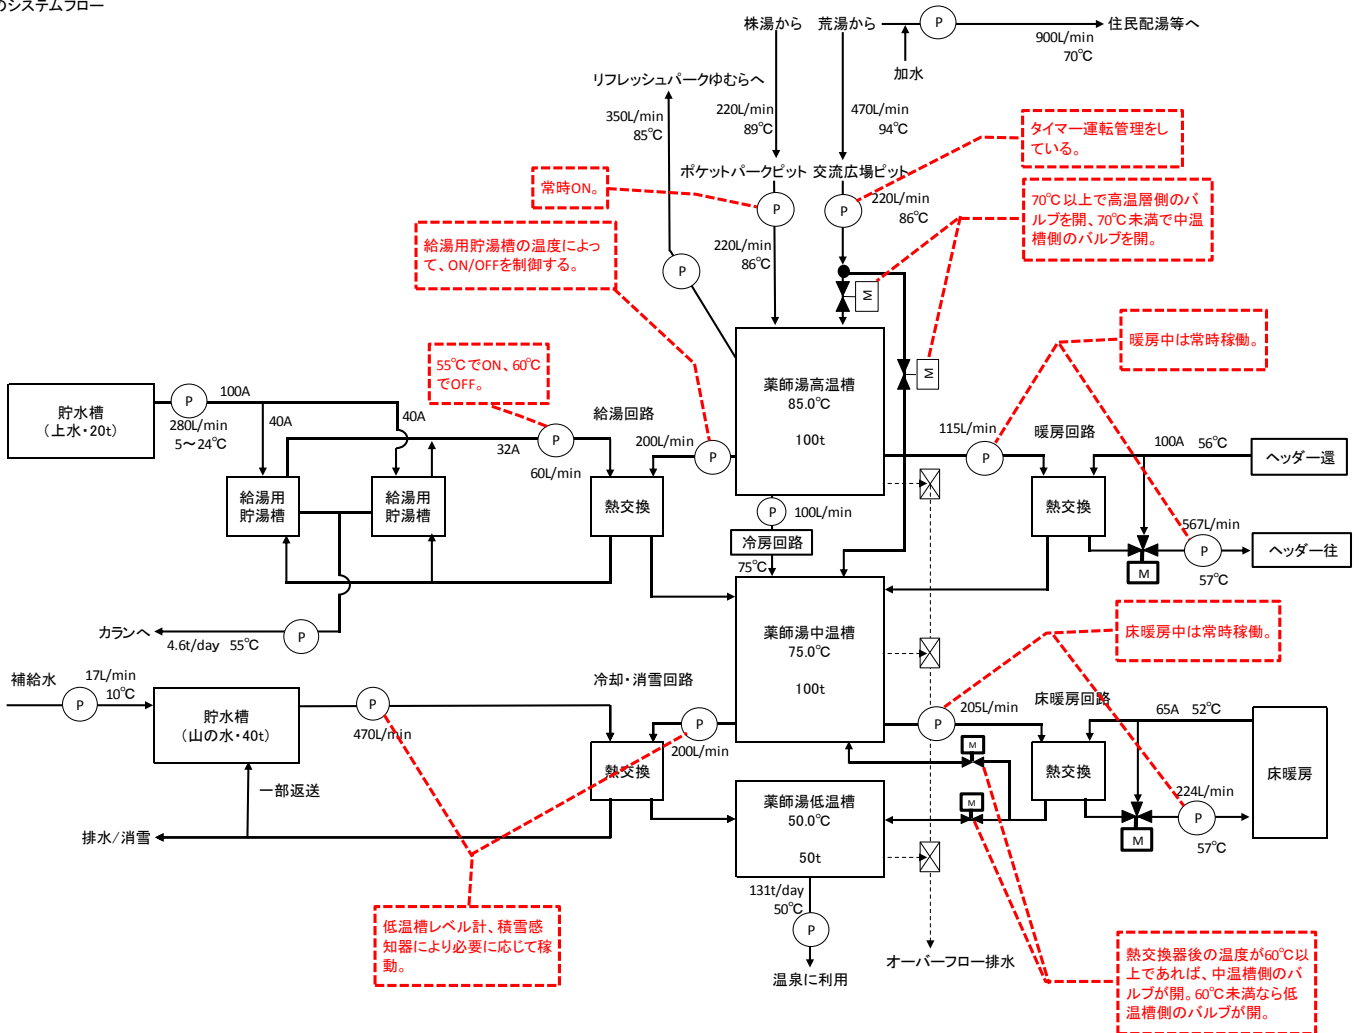 のシステムフロー
株湯から
荒湯から
P
住民配湯等へ
900L/min
70℃
加水
リフレッシュパークゆむらへ
350L/min
85℃
220L/min
89℃
470L/min
94℃
タイマー運転管理をし
ている。
ポケットパークピット
交流広場ピット
常時ON。
P
P
220L/min
86℃
70℃以上で高温層側のバ
ルブを開、70℃未満で中温
槽側のバルブを開。
給湯用貯湯槽の温度によっ
て、ON/OFFを制御する。
220L/min
86℃
P
M
M
55℃でON、60℃
でOFF。
暖房中は常時稼働。
貯水槽
（上水・20t）
P
100A
280L/min
5～24℃
40A
40A
32A
P
60L/min
給湯回路
200L/min
P
薬師湯高温槽
85.0℃
100t
115L/min
P
暖房回路
100A
56℃
ヘッダー還
給湯用
貯湯槽
給湯用
貯湯槽
熱交換
P
100L/min
冷房回路
75℃
熱交換
567L/min
P
ヘッダー往
M
57℃
カランへ
4.6t/day
55℃
P
薬師湯中温槽
75.0℃
100t
床暖房中は常時稼働。
補給水
17L/min
10℃
P
貯水槽
（山の水・40t）
P
470L/min
冷却・消雪回路
P
200L/min
P
205L/min
床暖房回路
65A
52℃
熱交換
M
熱交換
床暖房
一部返送
排水/消雪
薬師湯低温槽
50.0℃
50t
M
224L/min
P
M
57℃
131t/day
50℃
P
温泉に利用
オーバーフロー排水
低温槽レベル計、積雪感
知器により必要に応じて稼
動。
熱交換器後の温度が60℃以
上であれば、中温槽側のバ
ルブが開。60℃未満なら低
温槽側のバルブが開。